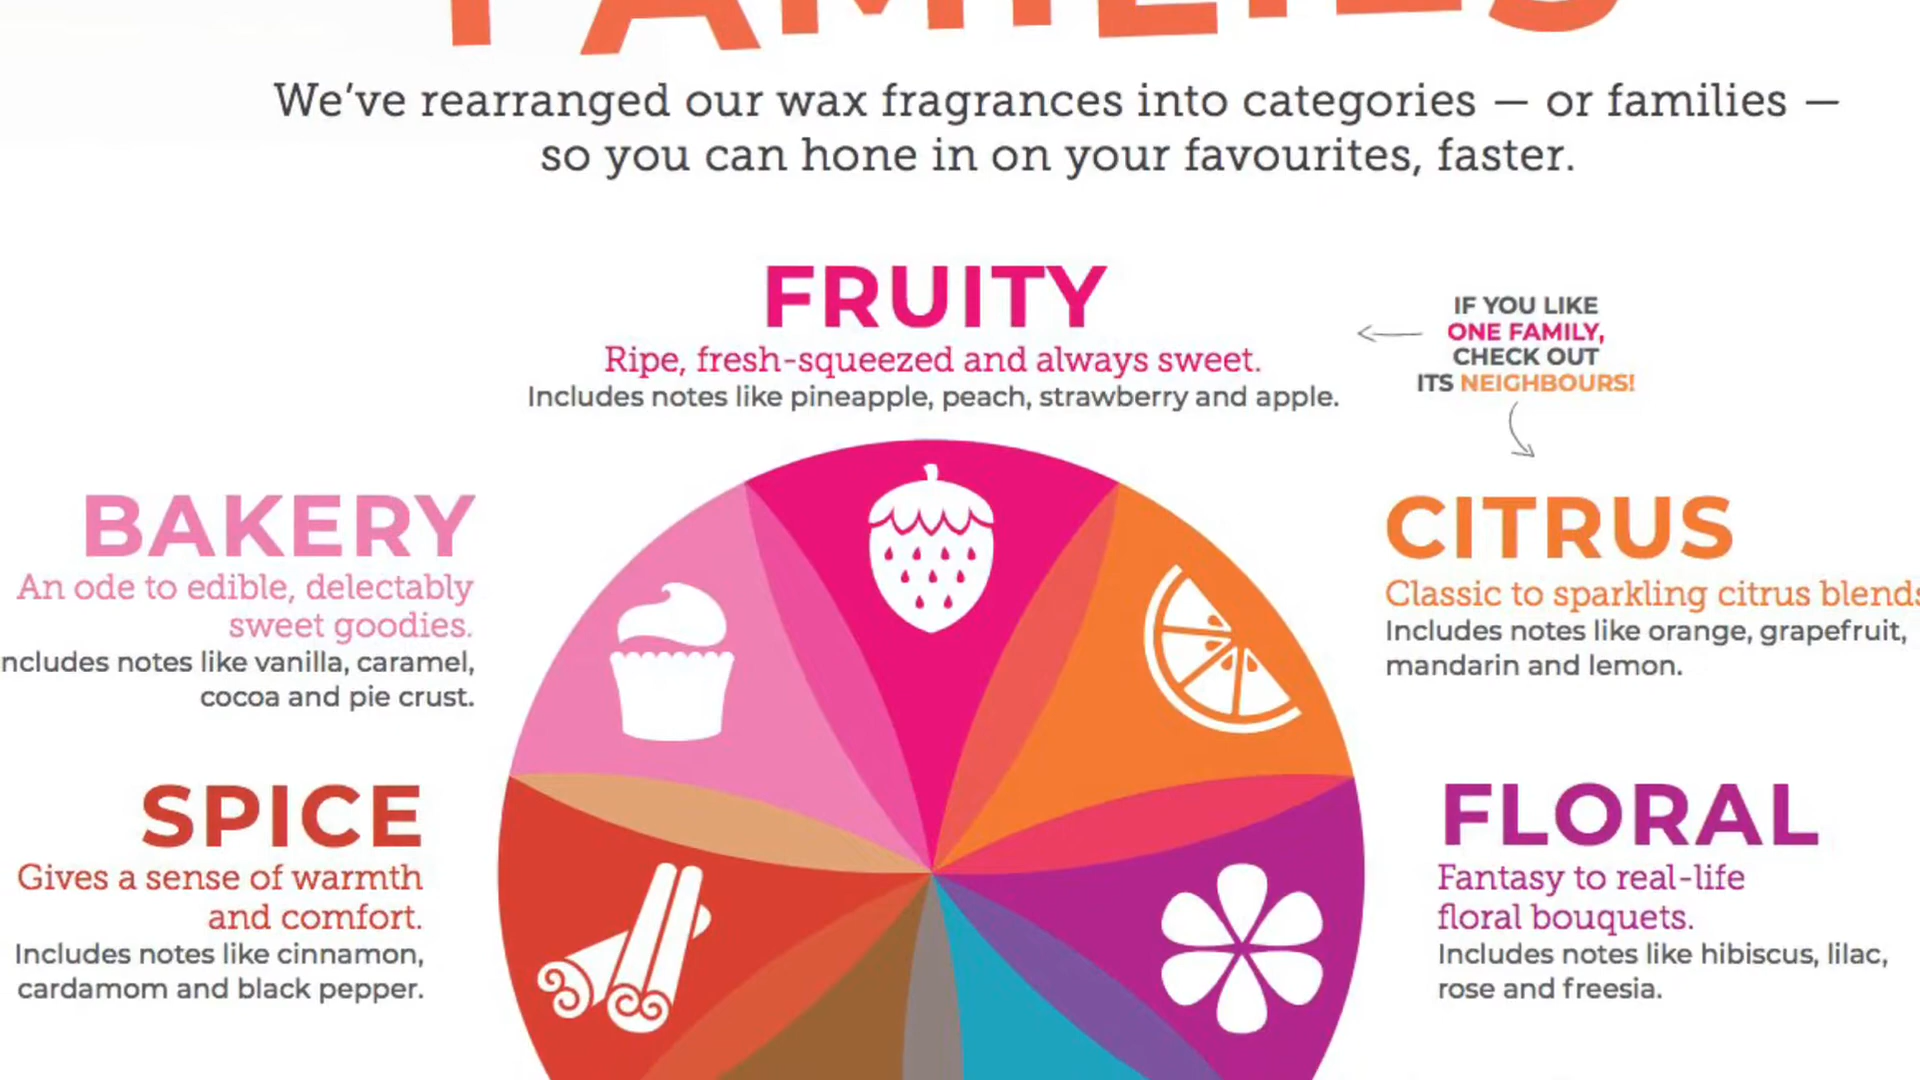 FAMILIES
We've rearranged our wax fragrances into categories — or families —
so you can hone in on your favourites, faster.
FRUITY
Ripe, fresh-squeezed and always sweet.
Includes notes like pineapple, peach, strawberry and apple.
IF YOU LIKE
ONE FAMILY,
CHECK OUT
ITS NEIGHBOURS!
BAKERY
An ode to edible, delectably
sweet goodies.
ncludes notes like vanilla, caramel,
cocoa and pie crust.
CITRUS
Classic to sparkling citrus blends
Includes notes like orange, grapefruit,
mandarin and lemon.
SPICE
Gives a sense of warmth
and comfort.
Includes notes like cinnamon,
cardamom and black pepper.
FLORAL
Fantasy to real-life
floral bouquets.
Includes notes like hibiscus, lilac,
rose and freesia.